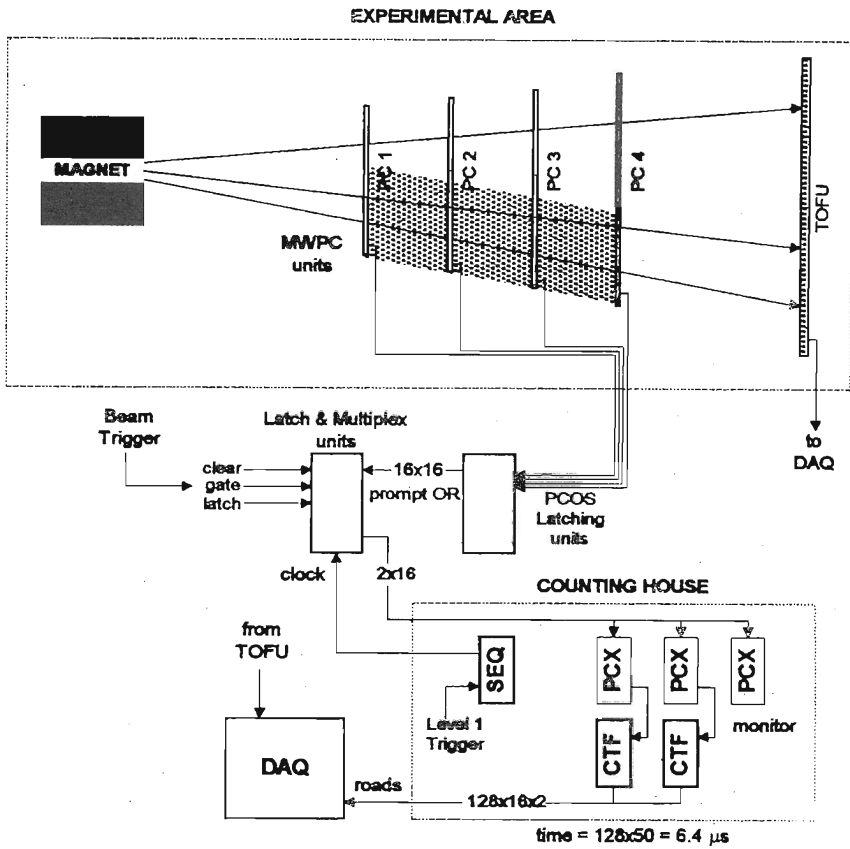 EXPERIMENTAL AREA
MAGNET
PC 1
PC 2
PC 3
PC 4
TOFU
MWPC
units
to
DAQ
Beam
Trigger
Latch & Multiplex
units
clear
gate
latch
16x16
prompt OR
PCOS
Latching
units
clock
2x16
COUNTING HOUSE
from
TOFU
SEQ
PCX
PCX
PCX
Level 1
Trigger
monitor
CTF
CTF
DAQ
roads
128x16x2
time = 128x50 = 6.4 μs